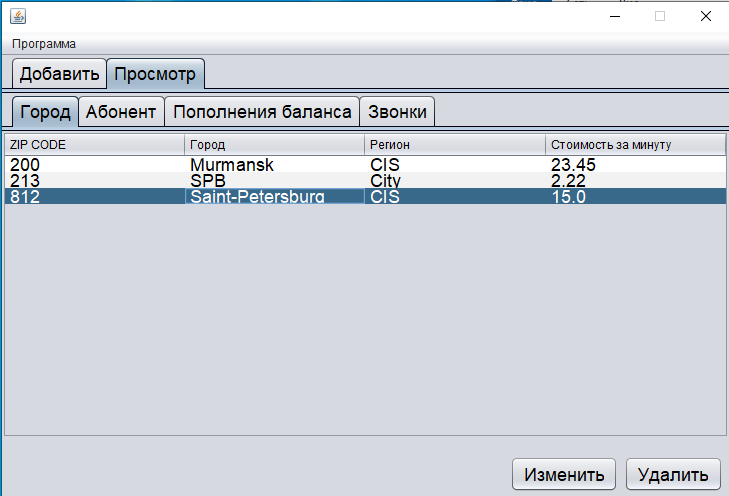 Программа
Добавить Просмотр
Город Абонент Пополнения баланса Звонки
ZIP CODE Город Регион Стоимость за минуту
200 Murmansk CIS 23.45
213 SPB City 2.22
812 Saint-Petersburg CIS 15.0
Изменить Удалить